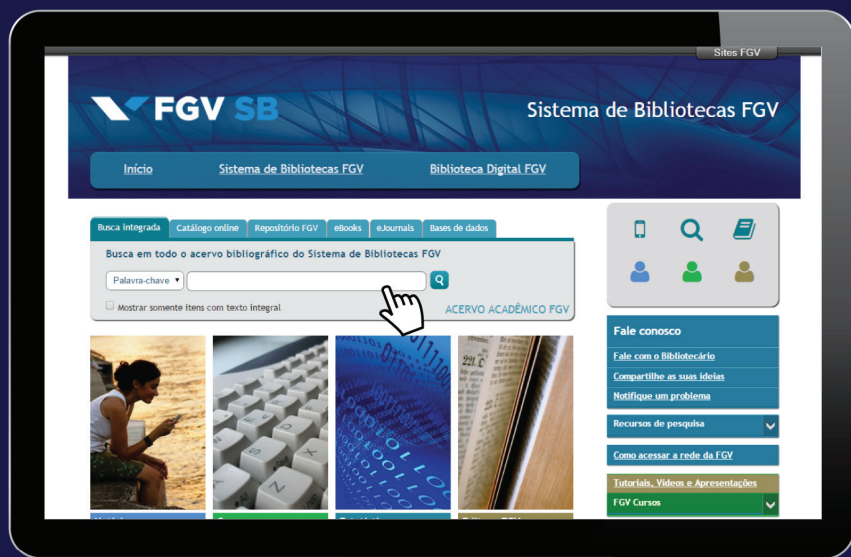 Sites FGV
FGV SB
Sistema de Bibliotecas FGV
Início Sistema de Bibliotecas FGV Biblioteca Digital FGV
Busca integrada Catálogo online Repositório FGV eBooks eJournals Bases de dados
Busca em todo o acervo bibliográfico do Sistema de Bibliotecas FGV
Palavra-chave
Mostrar somente itens com texto integral
ACERVO ACADÊMICO FGV
Fale conosco
Fale com o Bibliotecário
Compartilhe as suas ideias
Notifique um problema
Recursos de pesquisa
Como acessar a rede da FGV
Tutoriais, Vídeos e Apresentações
FGV Cursos